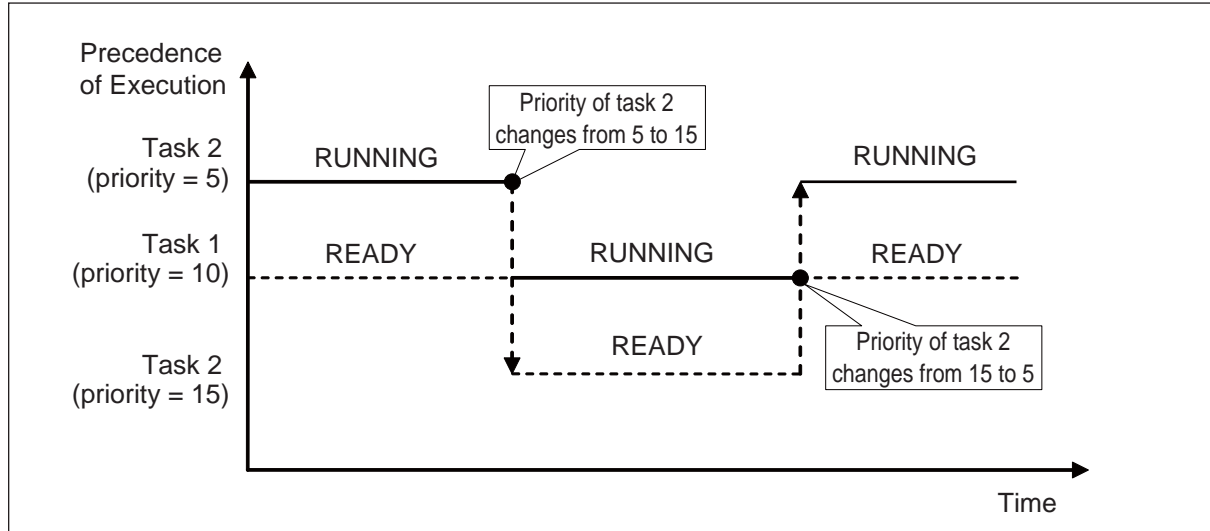 Precedence
of Execution
Priority of task 2
changes from 5 to 15
Task 2
(priority = 5)
RUNNING
RUNNING
Task 1
(priority = 10)
READY
RUNNING
READY
Task 2
(priority = 15)
READY
Priority of task 2
changes from 15 to 5
Time